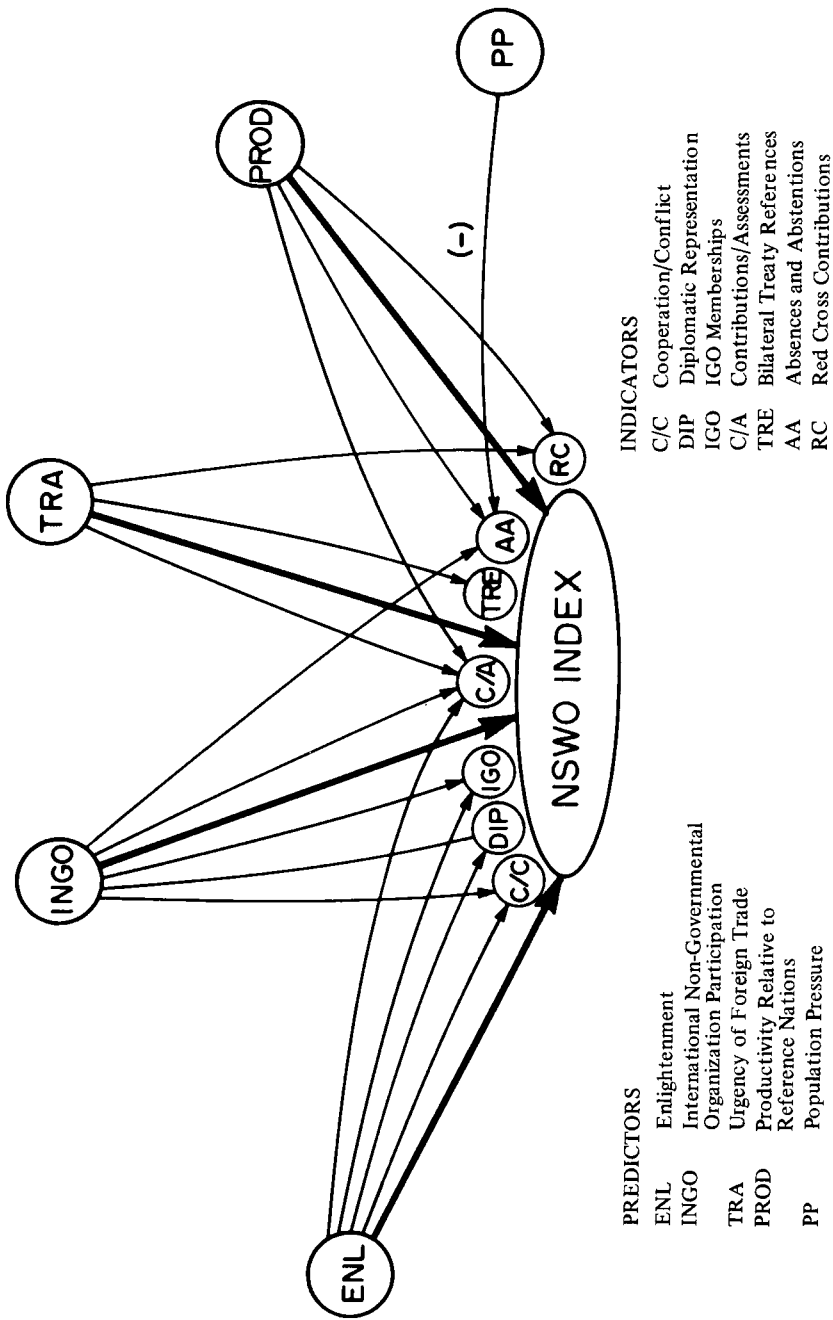 INGO
TRA
PROD
ENL
PP
(-)
C/C
DIP
IGO
C/A
TRE
AA
RC
NSWO INDEX
PREDICTORS
ENL Enlightenment
INGO International Non-Governmental
Organization Participation
TRA Urgency of Foreign Trade
PROD Productivity Relative to
Reference Nations
PP Population Pressure
INDICATORS
C/C Cooperation/Conflict
DIP Diplomatic Representation
IGO IGO Memberships
C/A Contributions/Assessments
TRE Bilateral Treaty References
AA Absences and Abstentions
RC Red Cross Contributions